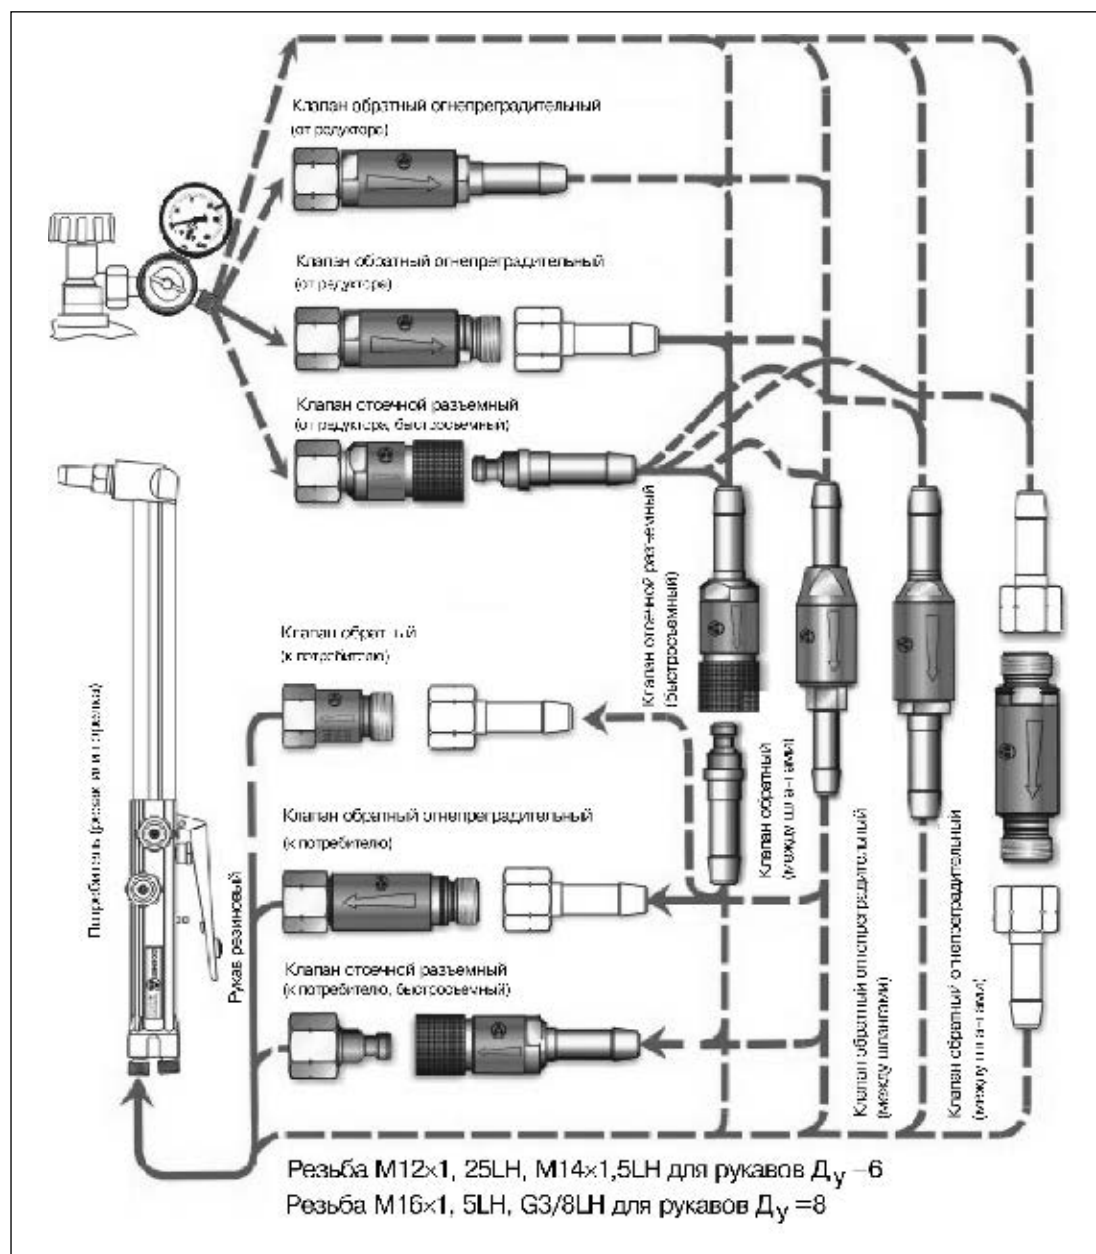 Клапан обратный огнепреградительный
(от редуктора)
Клапан обратный огнепреградительный
(от редуктора)
Клапан стоечной разъемный
(от редуктора, быстросъемный)
Клапан обратный
(к потребителю)
Клапан обратный огнепреградительный
(к потребителю)
Клапан стоечной разъемный
(к потребителю, быстросъемный)
Потребитель (резак или горелка)
Рукав резиновый
Клапан стоечной разъемный
(быстросъемный)
Клапан обратный
(между шлангами)
Клапан обратный огнепреградительный
(между шлангами)
Клапан обратный огнепреградительный
(между шлангами)
Резьба М12×1, 25LH, М14×1,5LH для рукавов Ду –6
Резьба М16×1, 5LH, G3/8LH для рукавов Ду =8